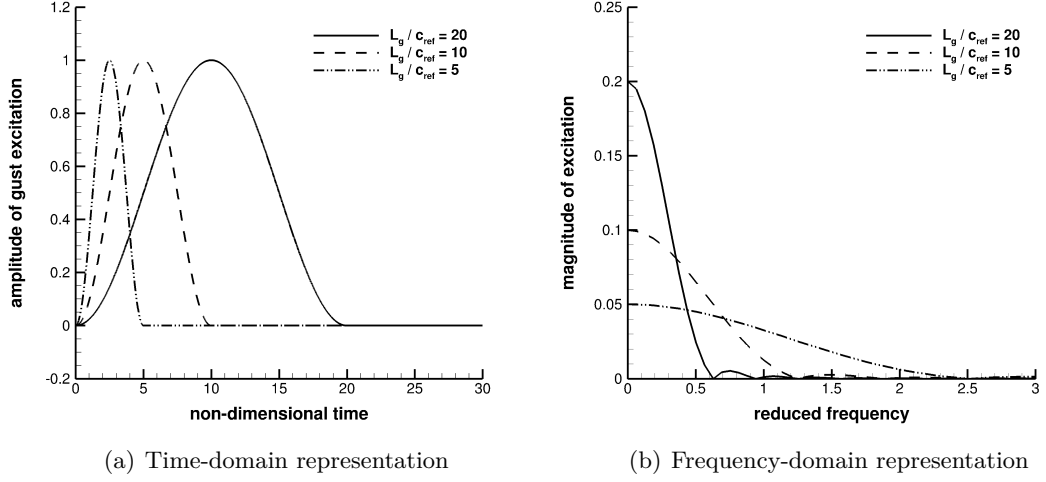 1.2
1
0.8
0.6
0.4
0.2
0
-0.2
amplitude of gust excitation
L_g / c_ref = 20
L_g / c_ref = 10
L_g / c_ref = 5
0 5 10 15 20 25 30
non-dimensional time
(a) Time-domain representation
0.25
0.2
0.15
0.1
0.05
0
magnitude of excitation
L_g / c_ref = 20
L_g / c_ref = 10
L_g / c_ref = 5
0 0.5 1 1.5 2 2.5 3
reduced frequency
(b) Frequency-domain representation